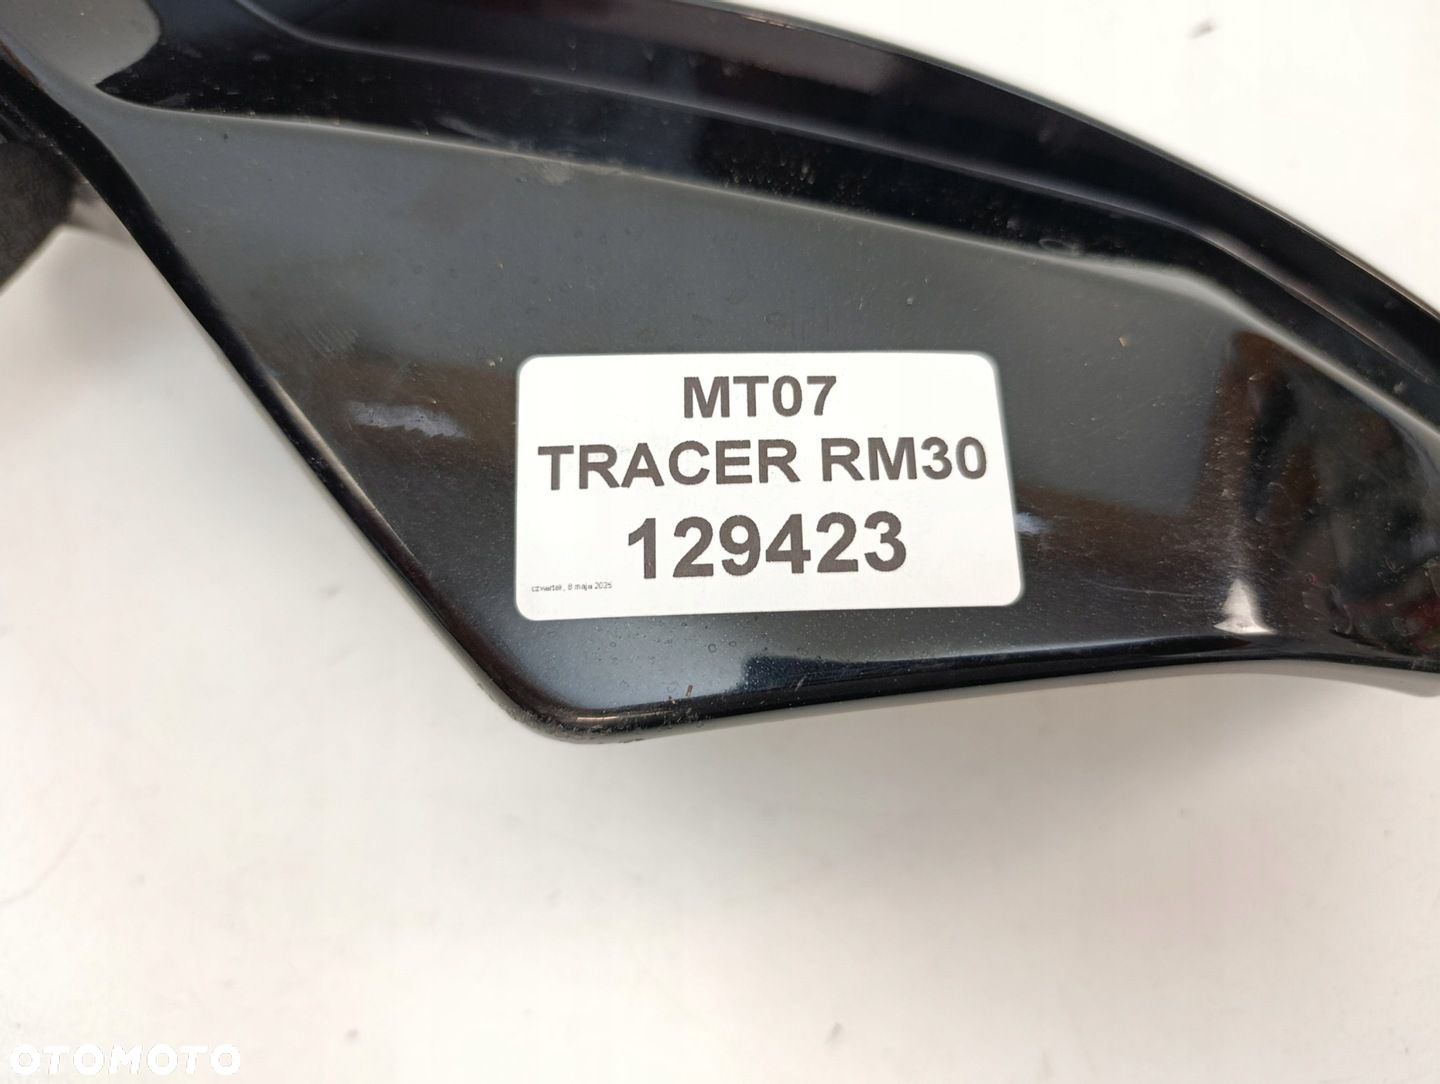 MT07
TRACER RM30
129423
czwartek, 8 maja 2025
OTOMOTO